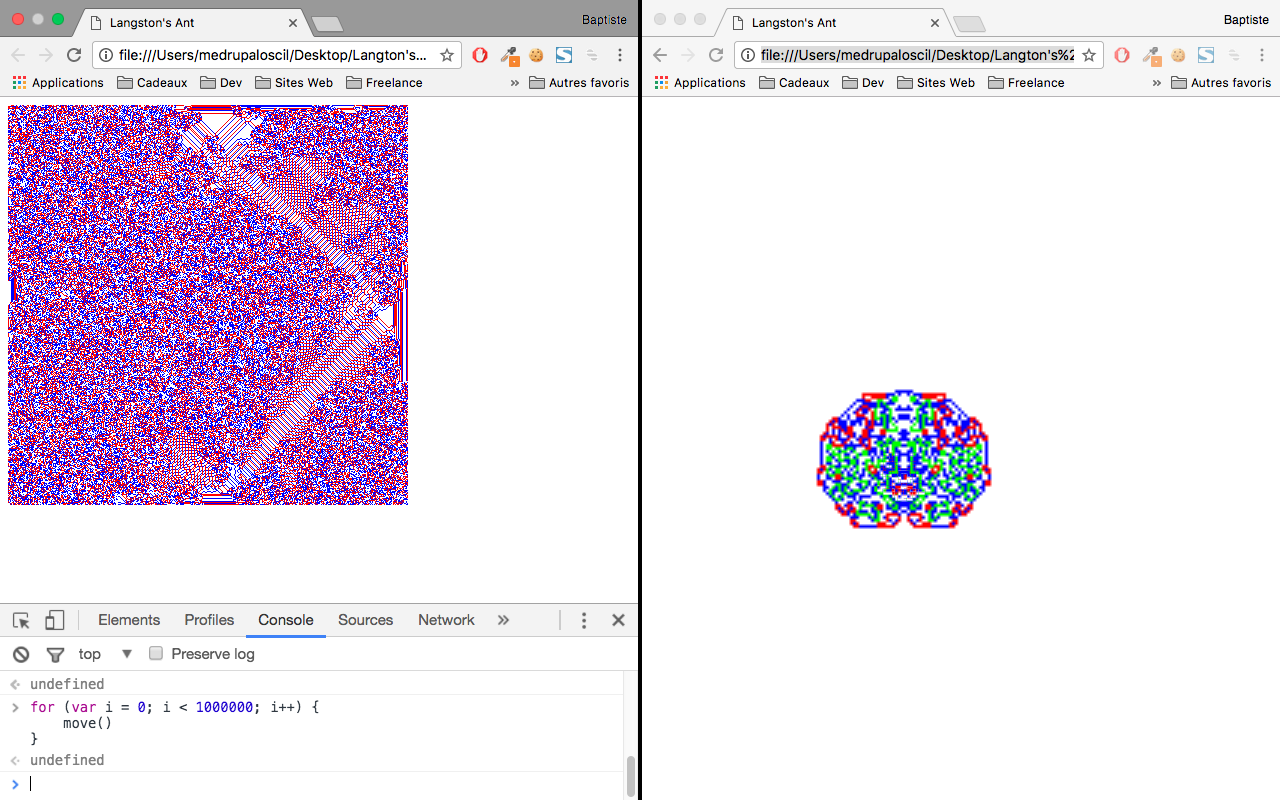 Langston's Ant
Baptiste
file:///Users/medrupaloscil/Desktop/Langton's...
Applications Cadeaux Dev Sites Web Freelance » Autres favoris
Elements Profiles Console Sources Network »
top Preserve log
undefined
for (var i = 0; i < 1000000; i++) {
move()
}
undefined
Langston's Ant
Baptiste
file:///Users/medrupaloscil/Desktop/Langton's%2
Applications Cadeaux Dev Sites Web Freelance » Autres favoris